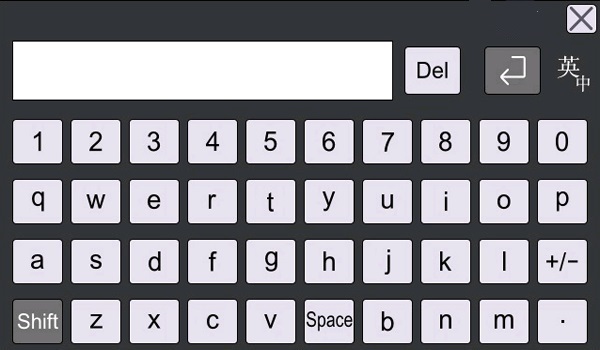 Del 英中
1 2 3 4 5 6 7 8 9 0
q w e r t y u i o p
a s d f g h j k l +/−
Shift z x c v Space b n m .